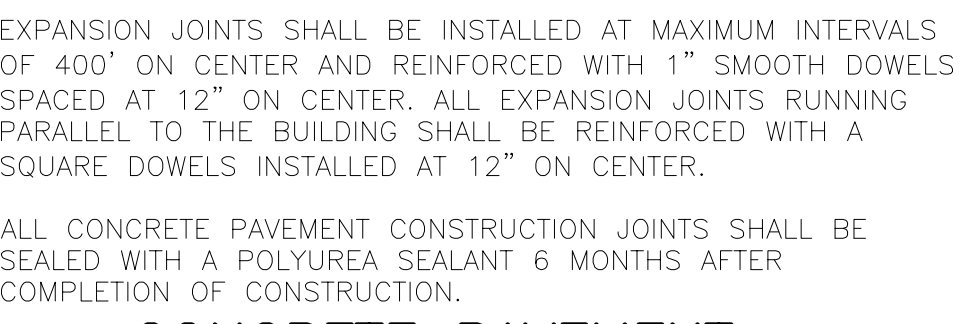 EXPANSION JOINTS SHALL BE INSTALLED AT MAXIMUM INTERVALS
OF 400' ON CENTER AND REINFORCED WITH 1" SMOOTH DOWELS
SPACED AT 12" ON CENTER. ALL EXPANSION JOINTS RUNNING
PARALLEL TO THE BUILDING SHALL BE REINFORCED WITH A
SQUARE DOWELS INSTALLED AT 12" ON CENTER.
ALL CONCRETE PAVEMENT CONSTRUCTION JOINTS SHALL BE
SEALED WITH A POLYUREA SEALANT 6 MONTHS AFTER
COMPLETION OF CONSTRUCTION.